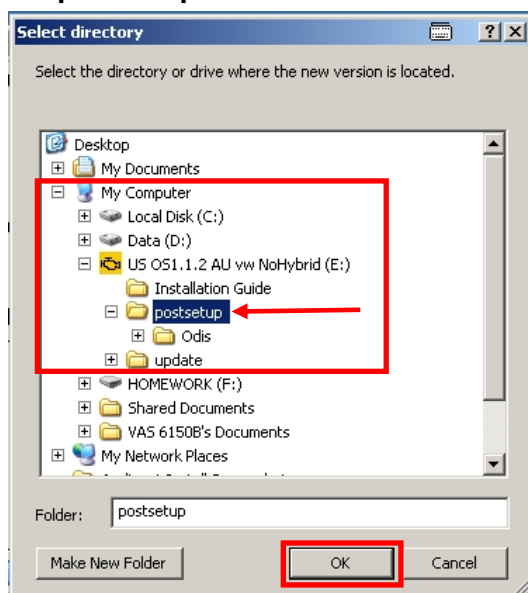 Select directory
Select the directory or drive where the new version is located.
Desktop
My Documents
My Computer
Local Disk (C:)
Data (D:)
US OS1.1.2 AU vw NoHybrid (E:)
Installation Guide
postsetup
Odis
update
HOMEWORK (F:)
Shared Documents
VAS 6150B's Documents
My Network Places
Folder: postsetup
Make New Folder OK Cancel